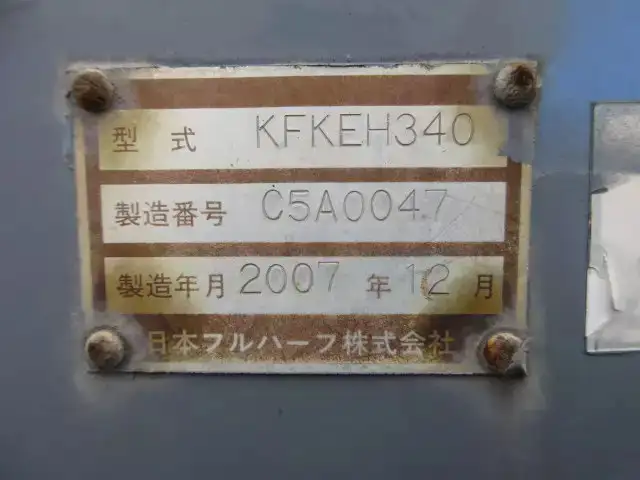 型式 KFKEH340
製造番号 C5A0047
製造年月 2007 年 12 月
日本フルハーフ株式会社